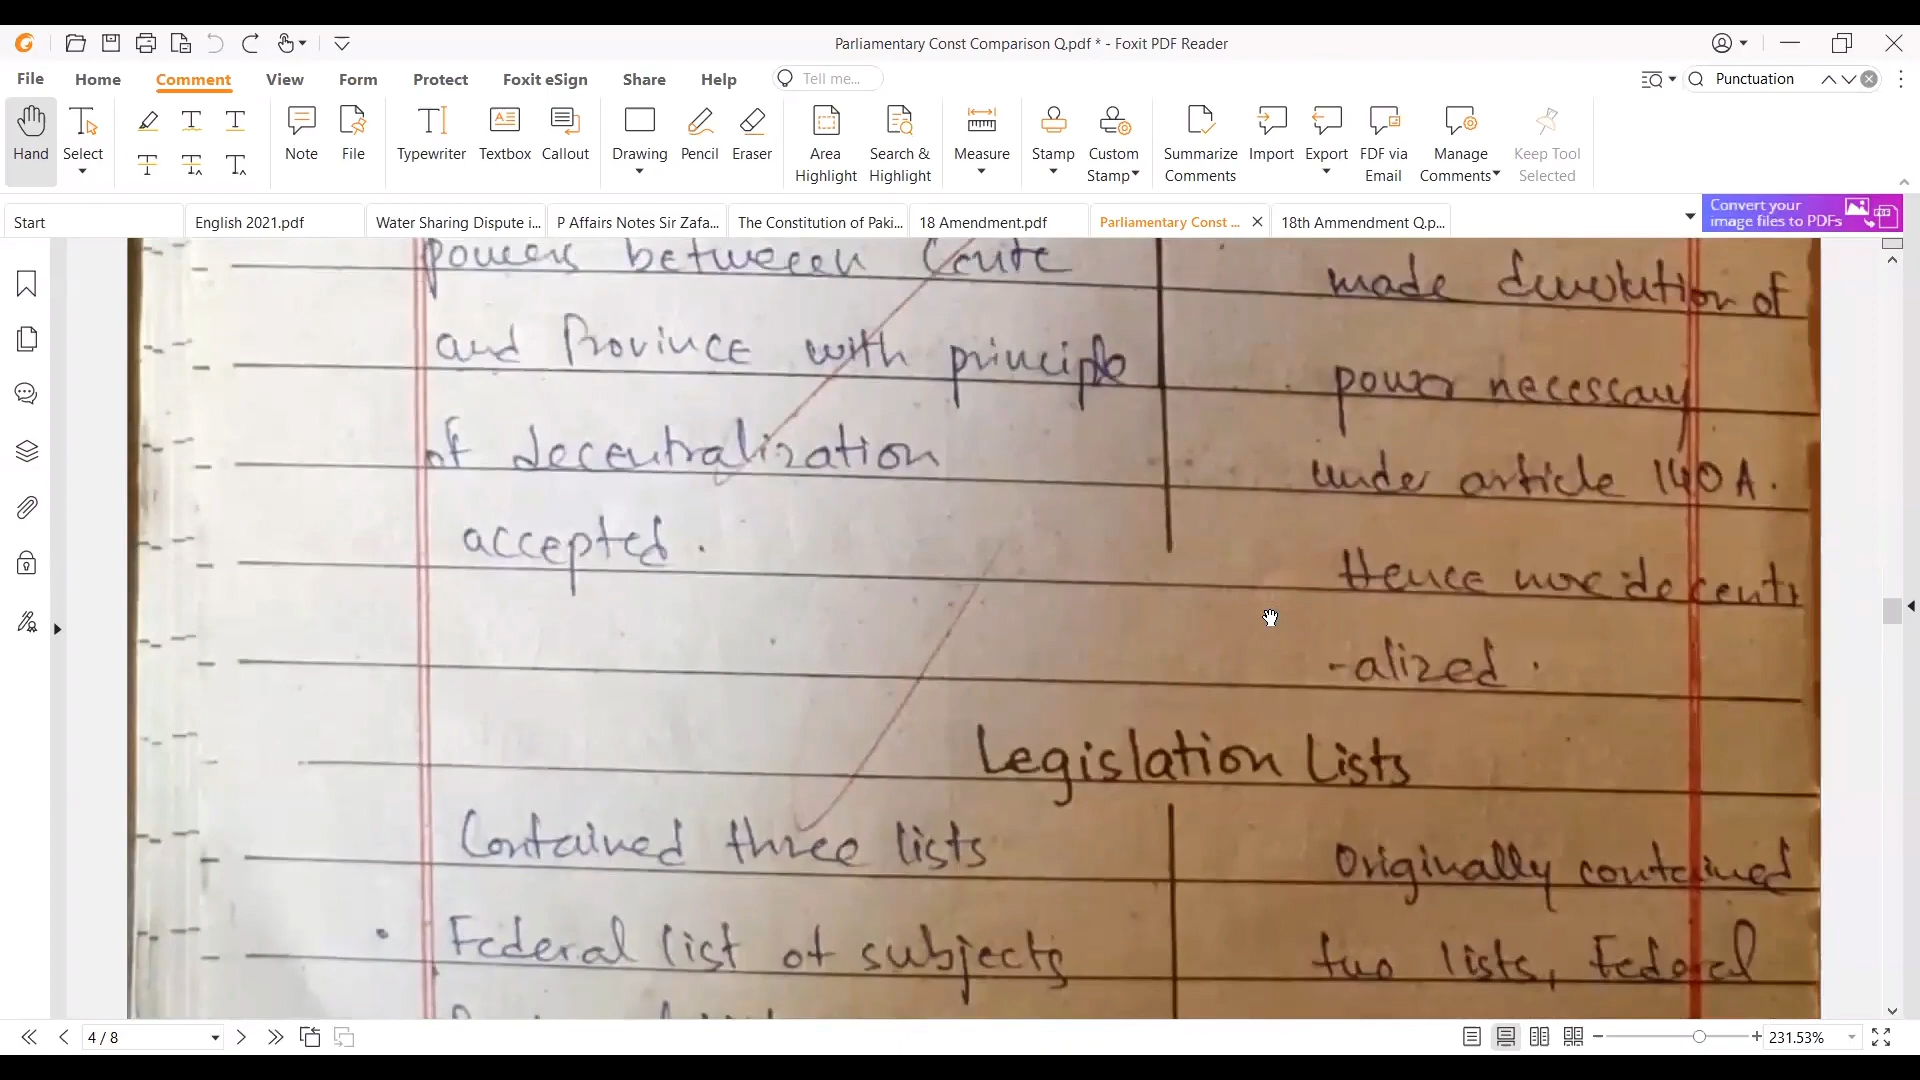 Parliamentary Const Comparison Q.pdf * - Foxit PDF Reader
File Home Comment View Form Protect Foxit eSign Share Help Tell me... Punctuation
Hand Select Note File Typewriter Textbox Callout Drawing Pencil Eraser Area Highlight Search & Highlight Measure Stamp Custom Stamp Summarize Comments Import Export FDF via Email Manage Comments Keep Tool Selected
Start English 2021.pdf Water Sharing Dispute i... P Affairs Notes Sir Zafa... The Constitution of Paki... 18 Amendment.pdf Parliamentary Const ... 18th Ammendment Q.p...
Convert your
image files to PDFs
powers between Centre
and Province with principle
of decentralization
accepted.
made devolution of
power necessary
under article 140A.
Hence more decentr
-alized.
Legislation Lists
Contained three lists
• Federal list of subjects
Originally contained
two lists, Federal
4 / 8
231.53%